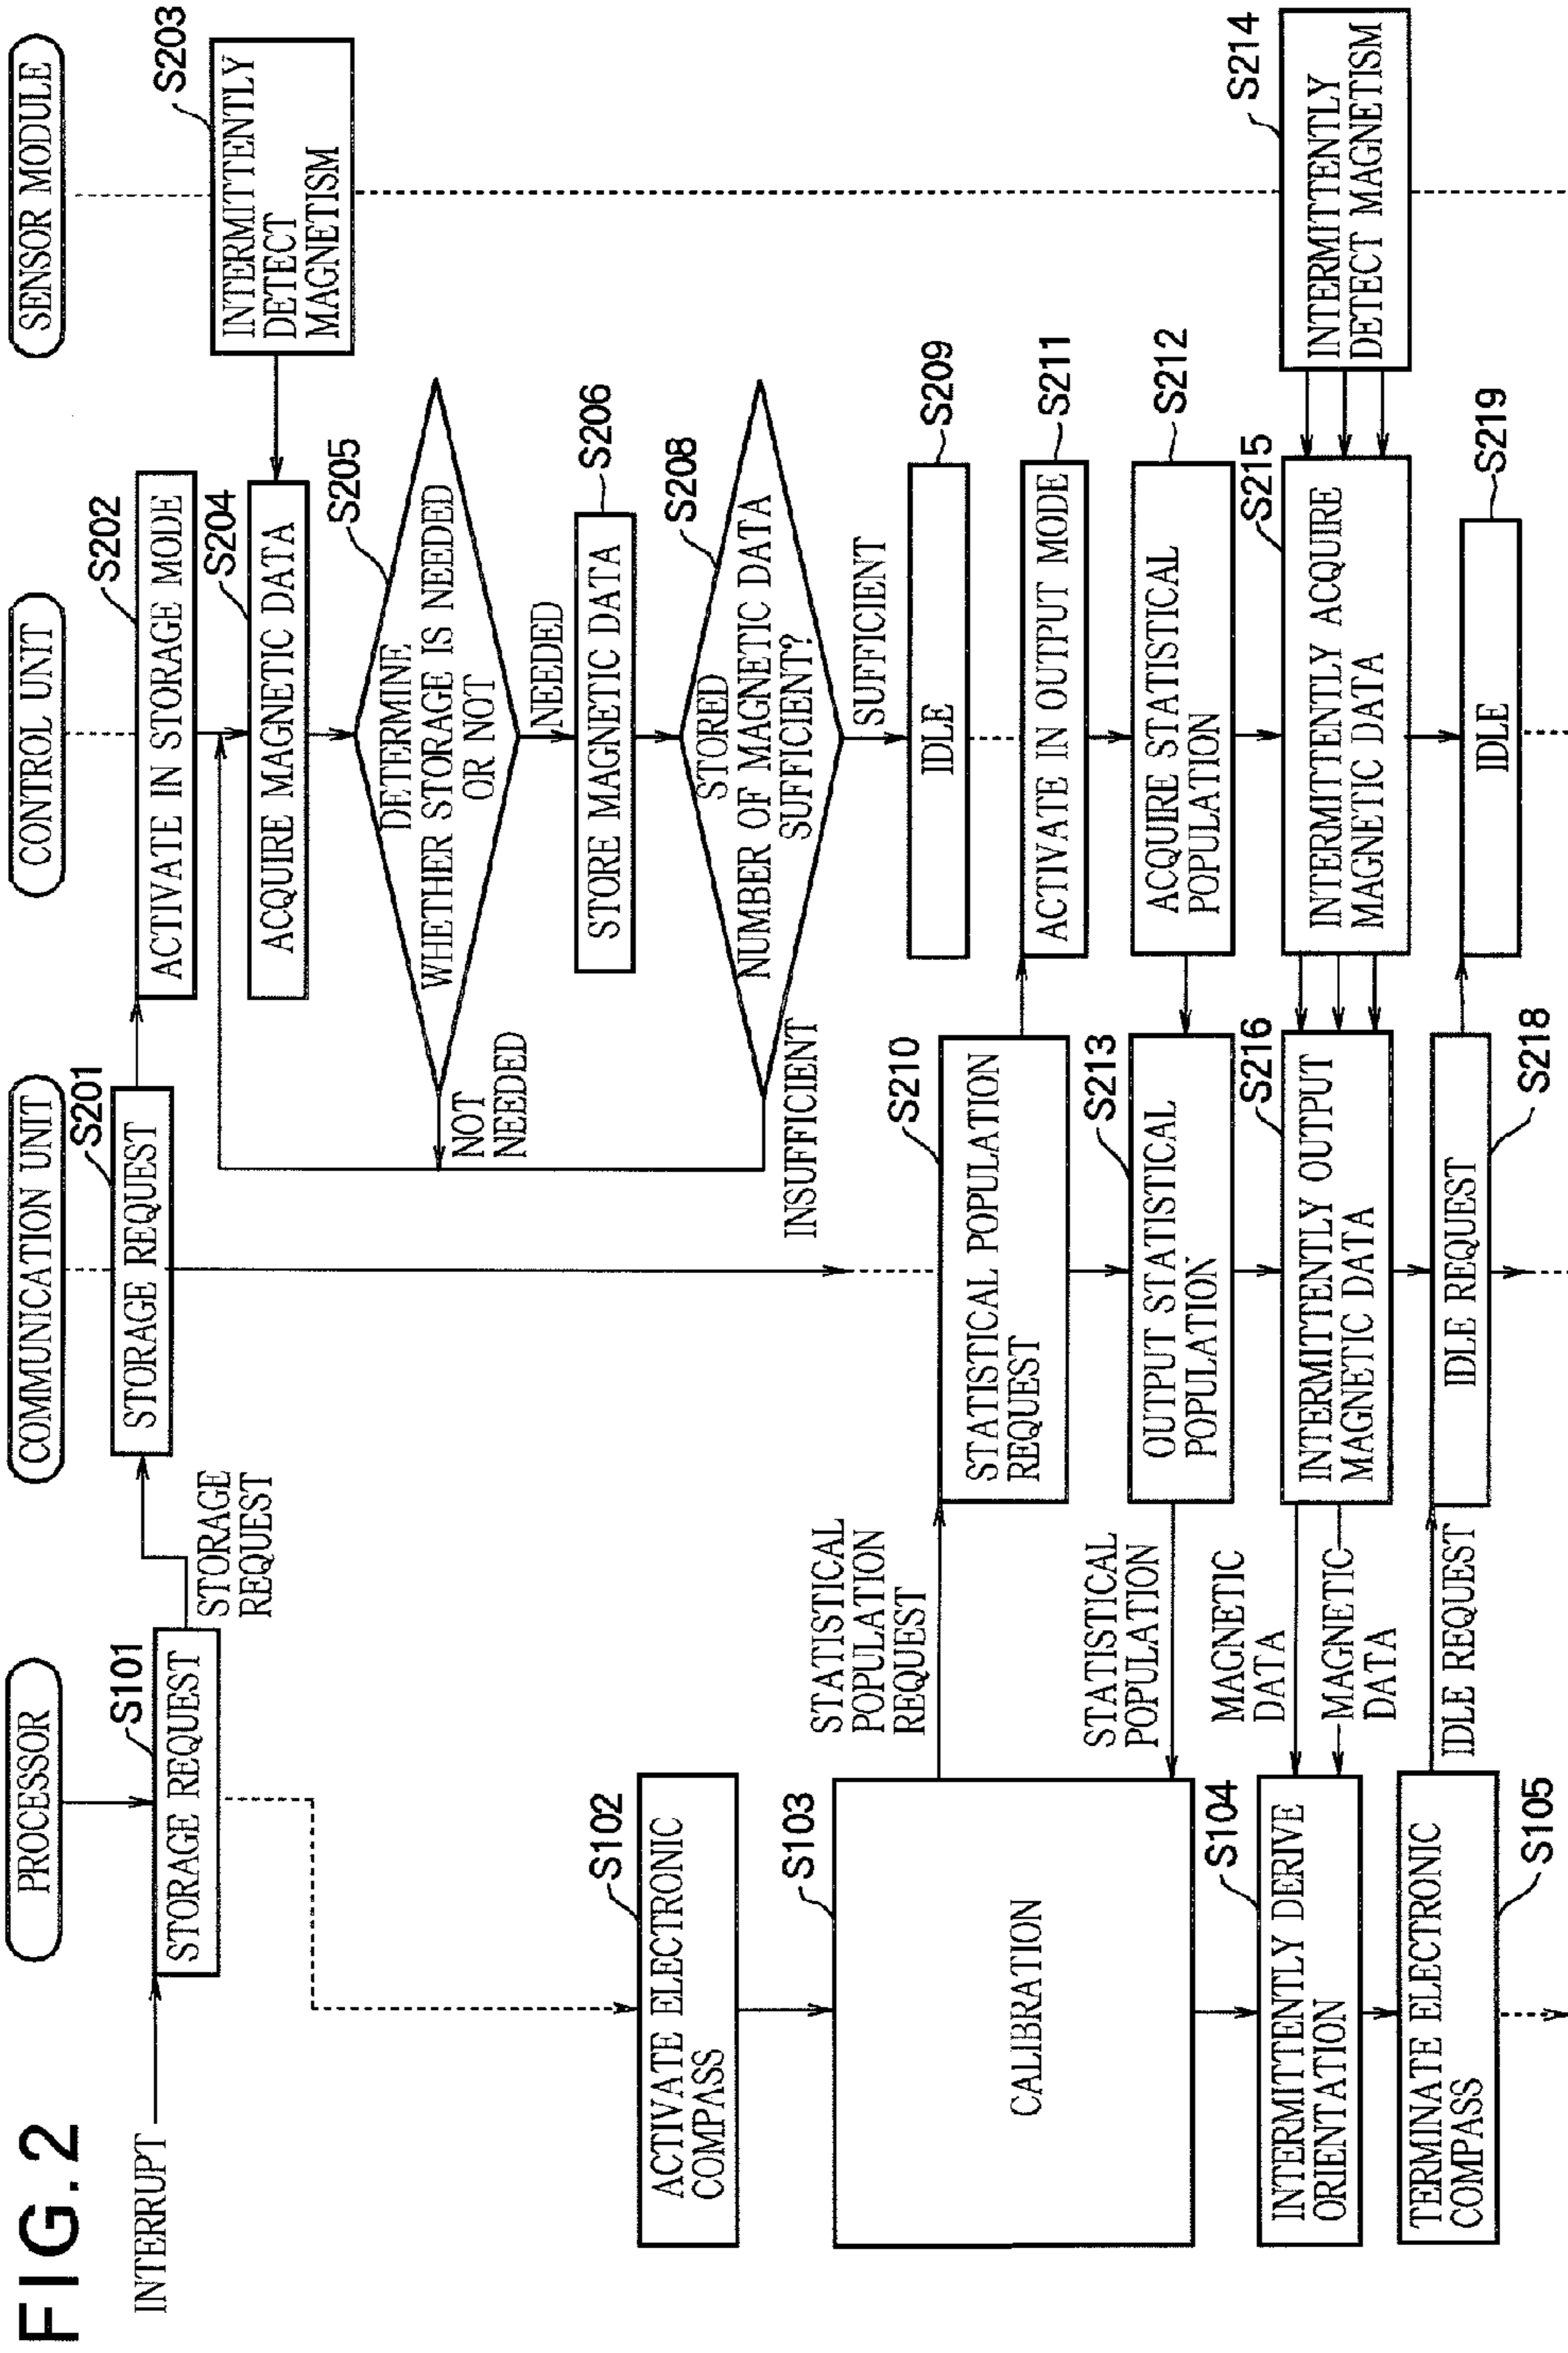 FIG. 2
PROCESSOR
COMMUNICATION UNIT
CONTROL UNIT
SENSOR MODULE
INTERRUPT
S101
STORAGE REQUEST
STORAGE
REQUEST
S201
STORAGE REQUEST
S202
ACTIVATE IN STORAGE MODE
S203
INTERMITTENTLY
DETECT
MAGNETISM
S204
ACQUIRE MAGNETIC DATA
S205
DETERMINE
WHETHER STORAGE IS NEEDED
OR NOT
NOT
NEEDED
NEEDED
S206
STORE MAGNETIC DATA
S208
STORED
NUMBER OF MAGNETIC DATA
SUFFICIENT?
INSUFFICIENT
SUFFICIENT
S209
IDLE
S102
ACTIVATE ELECTRONIC
COMPASS
S103
CALIBRATION
STATISTICAL
POPULATION
REQUEST
S210
STATISTICAL POPULATION
REQUEST
S211
ACTIVATE IN OUTPUT MODE
S212
ACQUIRE STATISTICAL
POPULATION
S213
OUTPUT STATISTICAL
POPULATION
STATISTICAL
POPULATION
S214
INTERMITTENTLY
DETECT MAGNETISM
S215
INTERMITTENTLY ACQUIRE
MAGNETIC DATA
S216
INTERMITTENTLY OUTPUT
MAGNETIC DATA
MAGNETIC
DATA
MAGNETIC
DATA
S104
INTERMITTENTLY DERIVE
ORIENTATION
S105
TERMINATE ELECTRONIC
COMPASS
IDLE REQUEST
S218
IDLE REQUEST
S219
IDLE